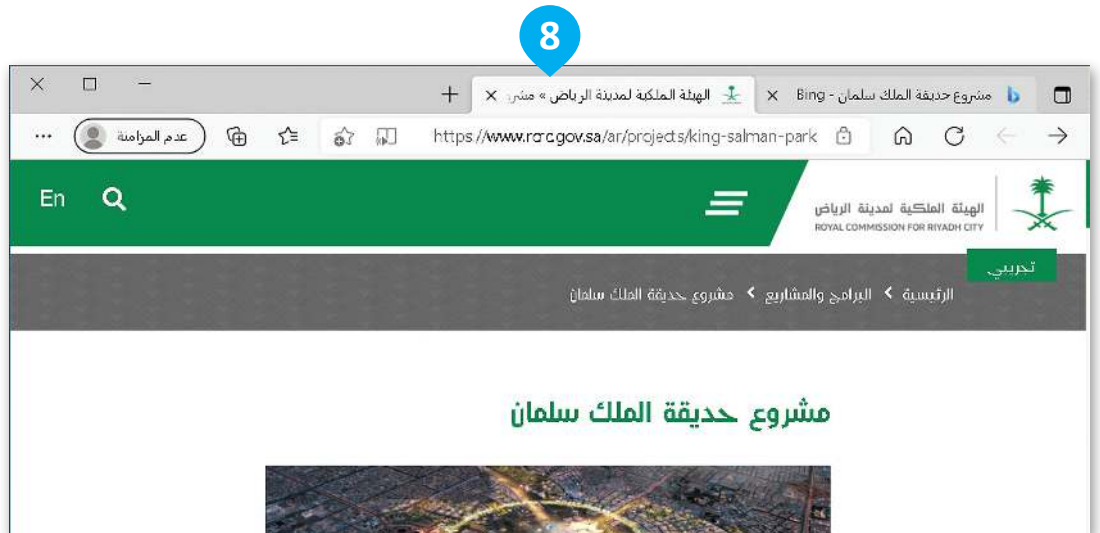 8
مشروع حديقة الملك سلمان - Bing
الهيئة الملكية لمدينة الرياض » مشر
https://www.rcrc.gov.sa/ar/projects/king-salman-park
عدم المزامنة
الهيئة الملكية لمدينة الرياض
ROYAL COMMISSION FOR RIYADH CITY
En
تجريبي
الرئيسية > البرامج والمشاريع > مشروع حديقة الملك سلمان
مشروع حديقة الملك سلمان